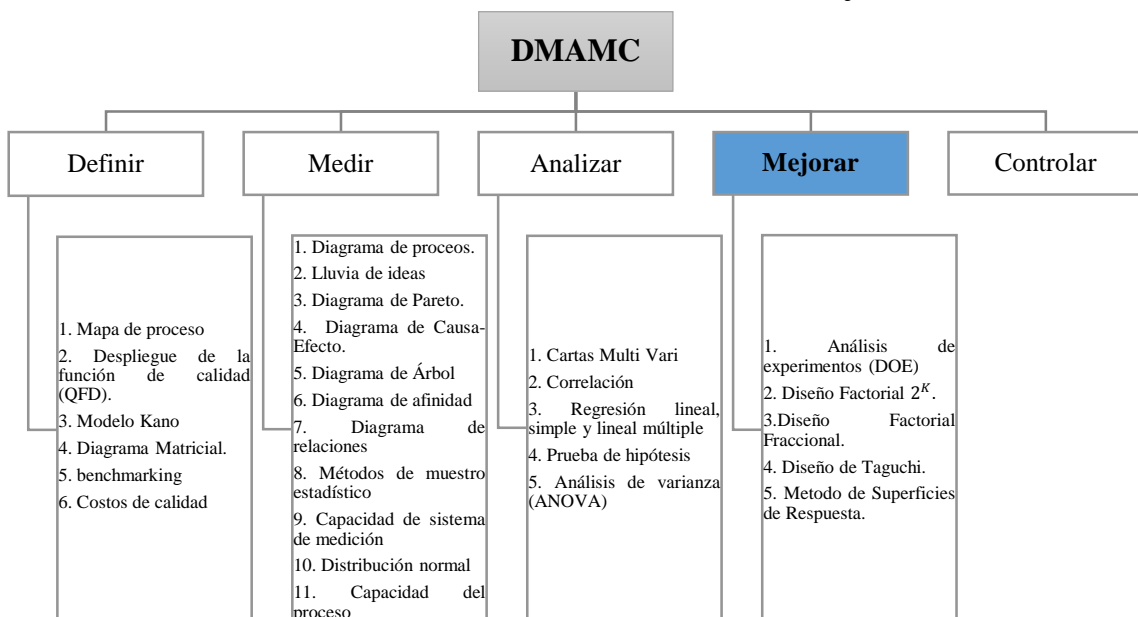 DMAMC
Definir
Medir
Analizar
Mejorar
Controlar
1. Mapa de proceso
2. Despliegue de la
función de calidad
(QFD).
3. Modelo Kano
4. Diagrama Matricial.
5. benchmarking
6. Costos de calidad
1. Diagrama de proceos.
2. Lluvia de ideas
3. Diagrama de Pareto.
4. Diagrama de Causa-
Efecto.
5. Diagrama de Árbol
6. Diagrama de afinidad
7. Diagrama de
relaciones
8. Métodos de muestro
estadístico
9. Capacidad de sistema
de medición
10. Distribución normal
11. Capacidad del
proceso
1. Cartas Multi Vari
2. Correlación
3. Regresión lineal,
simple y lineal múltiple
4. Prueba de hipótesis
5. Análisis de varianza
(ANOVA)
1. Análisis de
experimentos (DOE)
2. Diseño Factorial 2^K.
3.Diseño Factorial
Fraccional.
4. Diseño de Taguchi.
5. Metodo de Superficies
de Respuesta.